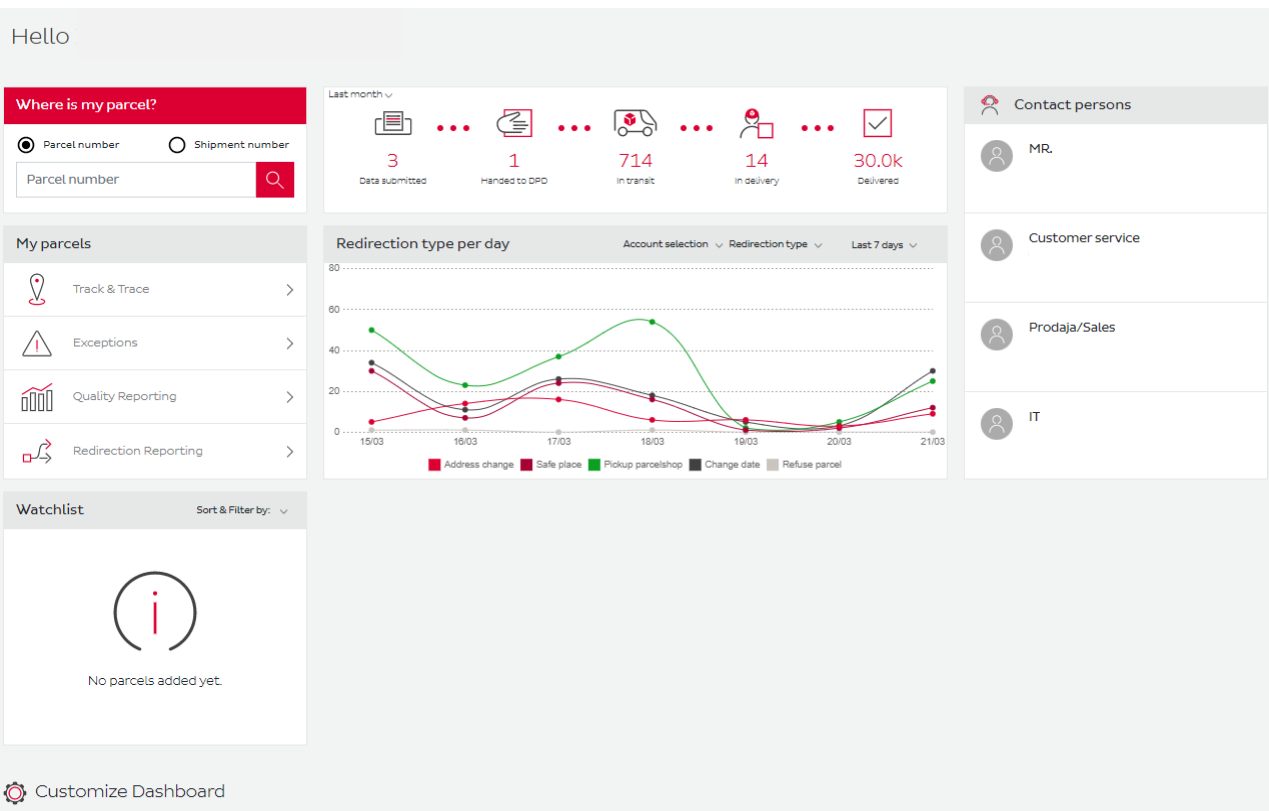 Hello
Where is my parcel?
Parcel number
Shipment number
Parcel number
Last month
3
Data submitted
1
Handed to DPD
714
In transit
14
In delivery
30.0k
Delivered
Contact persons
MR.
Customer service
Prodaja/Sales
IT
My parcels
Track & Trace
Exceptions
Quality Reporting
Redirection Reporting
Redirection type per day
Account selection
Redirection type
Last 7 days
80
60
40
20
0
15/03 16/03 17/03 18/03 19/03 20/03 21/03
Address change Safe place Pickup parcelshop Change date Refuse parcel
Watchlist
Sort & Filter by:
No parcels added yet.
Customize Dashboard